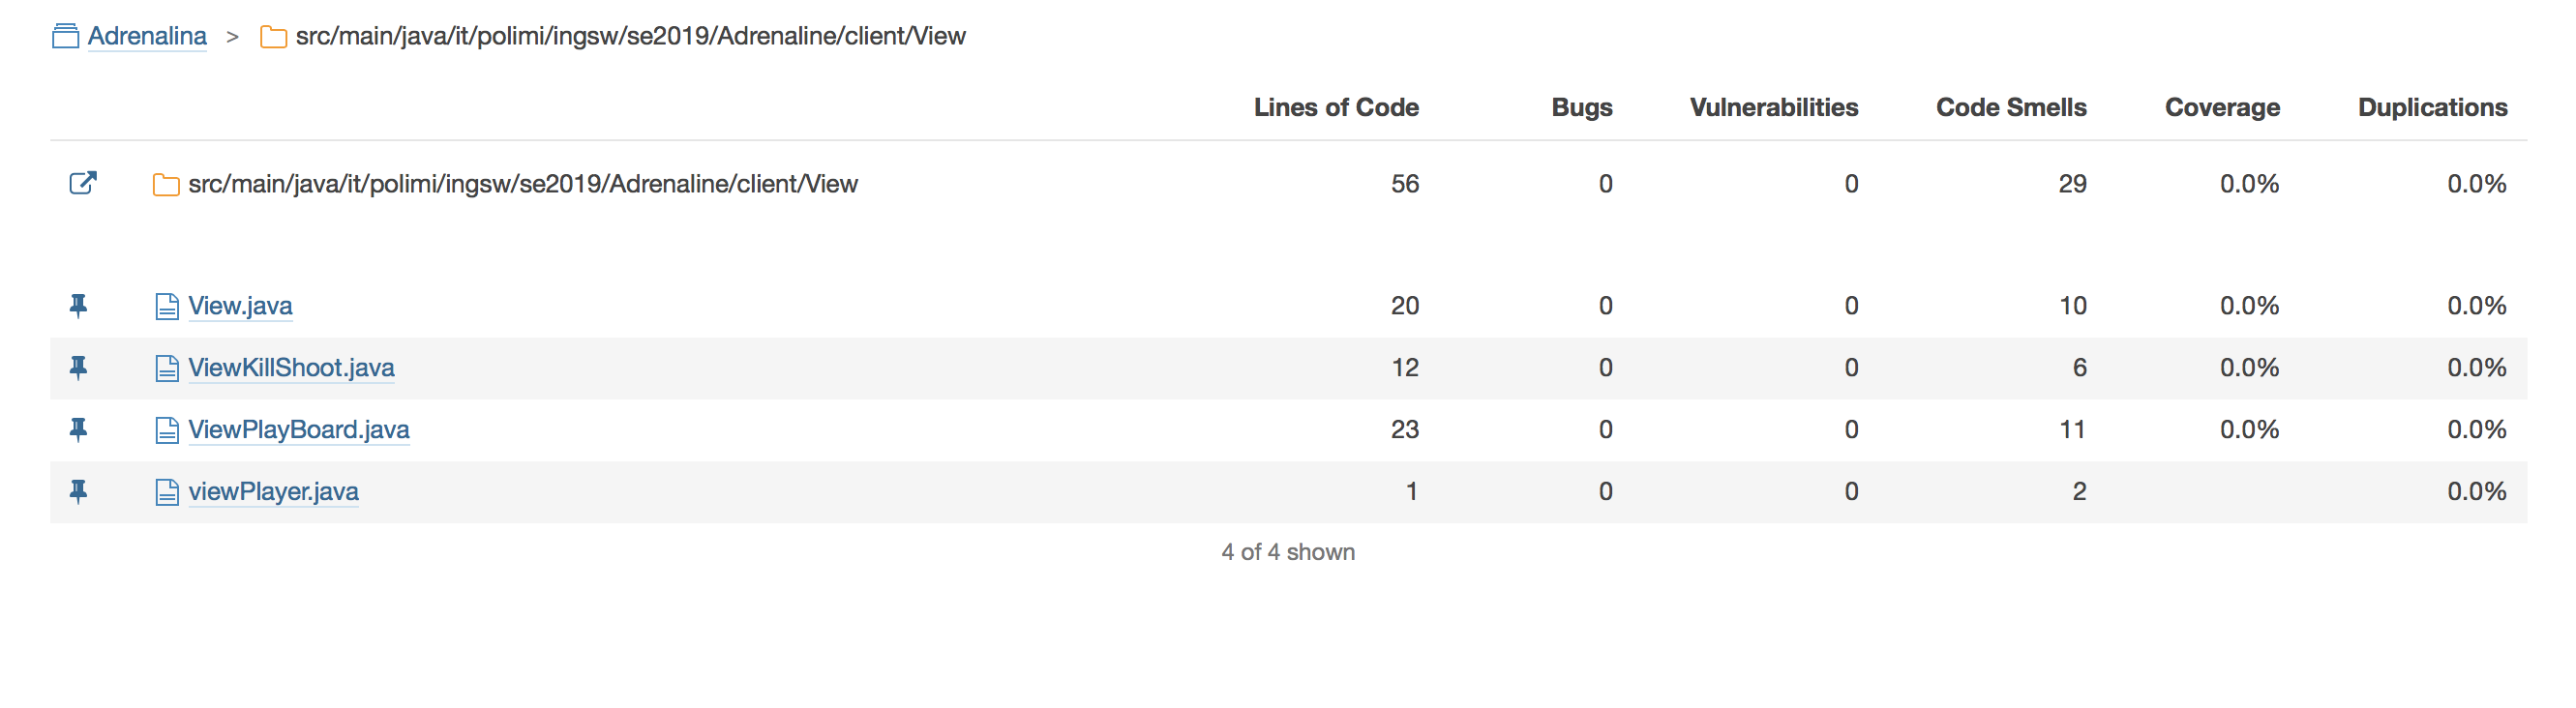 Adrenalina > src/main/java/it/polimi/ingsw/se2019/Adrenaline/client/View
Lines of Code Bugs Vulnerabilities Code Smells Coverage Duplications
src/main/java/it/polimi/ingsw/se2019/Adrenaline/client/View 56 0 0 29 0.0% 0.0%
View.java 20 0 0 10 0.0% 0.0%
ViewKillShoot.java 12 0 0 6 0.0% 0.0%
ViewPlayBoard.java 23 0 0 11 0.0% 0.0%
viewPlayer.java 1 0 0 2 0.0%
4 of 4 shown